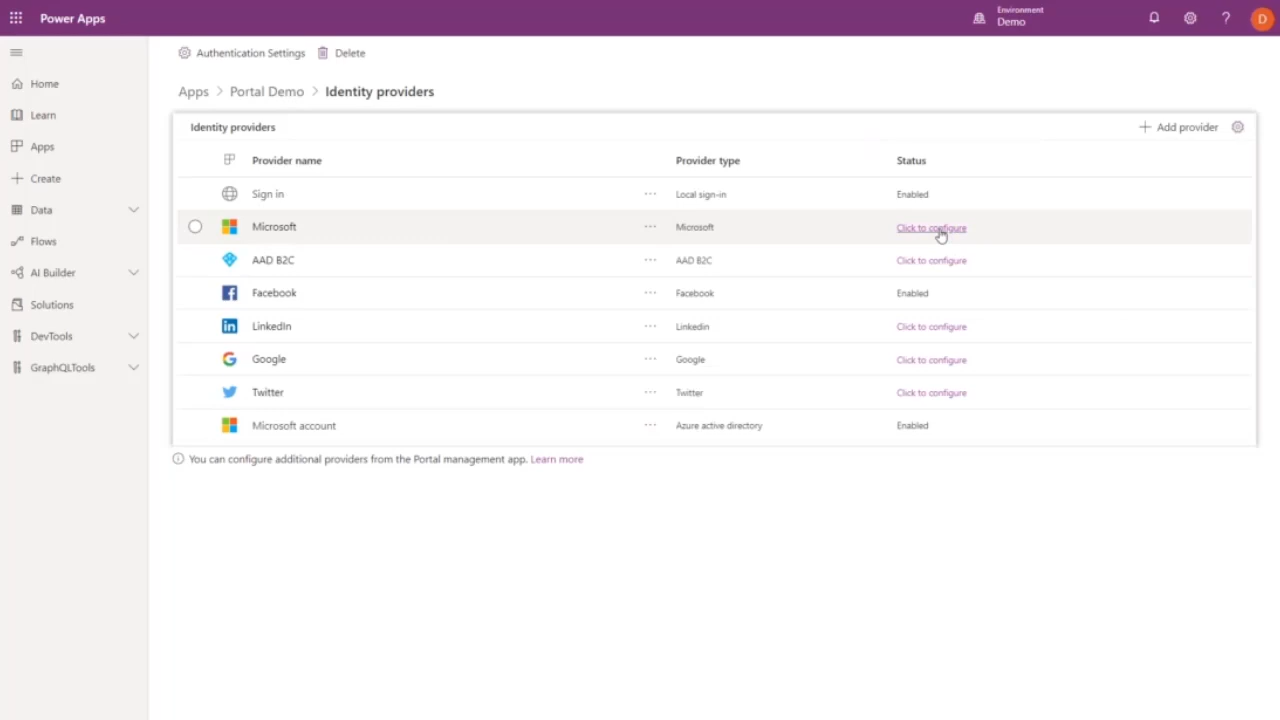 Power Apps
Environment
Demo
?
D
Home
Learn
Apps
Create
Data
Flows
AI Builder
Solutions
DevTools
GraphQLTools
Authentication Settings Delete
Apps > Portal Demo > Identity providers
Identity providers
Add provider
Provider name Provider type Status
Sign in ··· Local sign-in Enabled
Microsoft ··· Microsoft Click to configure
AAD B2C ··· AAD B2C Click to configure
Facebook ··· Facebook Enabled
LinkedIn ··· Linkedin Click to configure
Google ··· Google Click to configure
Twitter ··· Twitter Click to configure
Microsoft account ··· Azure active directory Enabled
You can configure additional providers from the Portal management app. Learn more